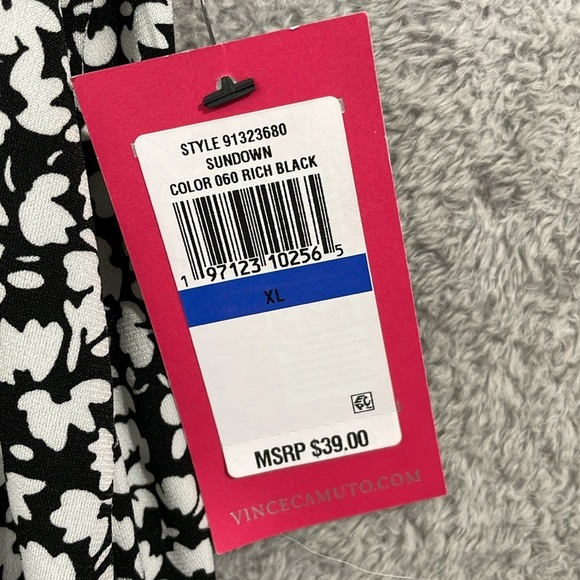 STYLE 91323680
SUNDOWN
COLOR 060 RICH BLACK
1 97123 10256 5
XL
MSRP $39.00
VINCECAMUTO.COM